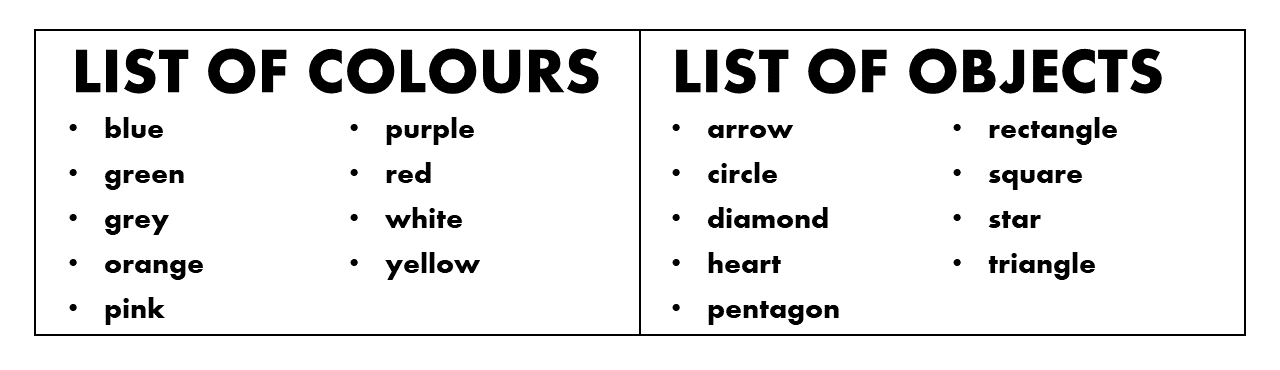 LIST OF COLOURS
• blue
• green
• grey
• orange
• pink
• purple
• red
• white
• yellow
LIST OF OBJECTS
• arrow
• circle
• diamond
• heart
• pentagon
• rectangle
• square
• star
• triangle